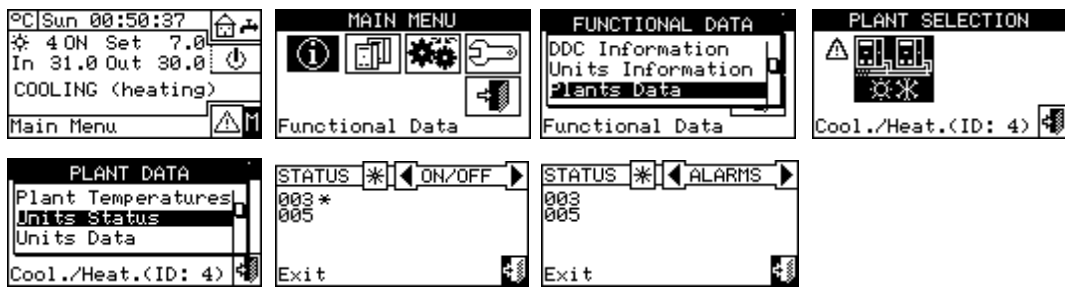 °C Sun 00:50:37
4 ON Set 7.0
In 31.0 Out 30.0
COOLING (heating)
Main Menu M
MAIN MENU
Functional Data
FUNCTIONAL DATA
DDC Information
Units Information
Plants Data
Functional Data
PLANT SELECTION
Cool./Heat.(ID: 4)
PLANT DATA
Plant Temperatures
Units Status
Units Data
Cool./Heat.(ID: 4)
STATUS ON/OFF
003 *
005
Exit
STATUS ALARMS
003
005
Exit